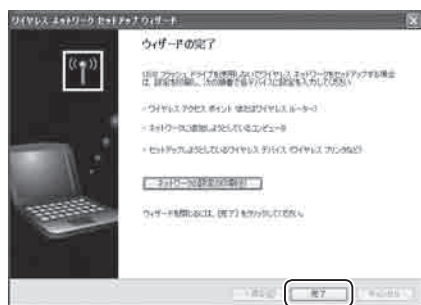 ワイヤレス ネットワーク セットアップ ウィザード
ウィザードの完了
USB フラッシュ ドライブを使用しないでワイヤレス ネットワークをセットアップする場合
は、設定を印刷し、次の順番で各デバイスに設定を入力してください:
・ワイヤレス アクセス ポイント (またはワイヤレス ルーター)
・ネットワークに追加しようとしているコンピュータ
・セットアップしようとしているワイヤレス デバイス (ワイヤレス プリンタなど)
ネットワークの設定の印刷(P)
ウィザードを閉じるには、[完了] をクリックしてください。
< 戻る(B)
完了
キャンセル